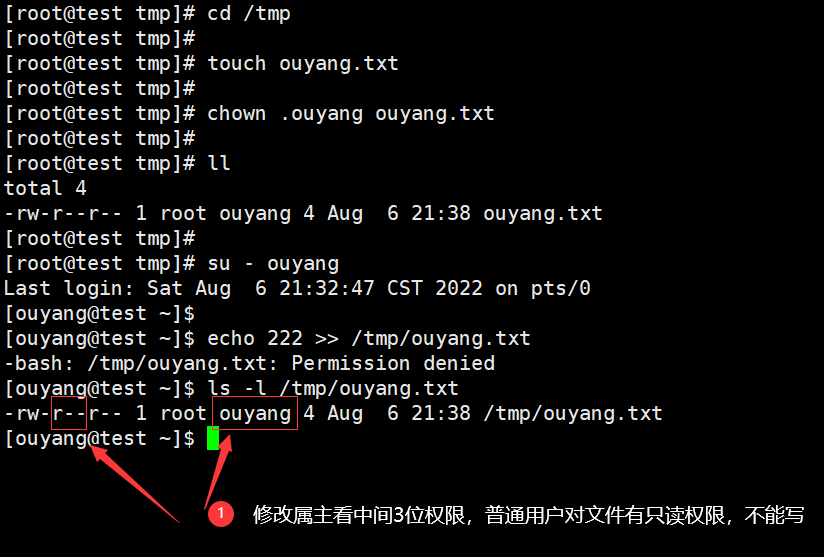 [root@test tmp]# cd /tmp
[root@test tmp]#
[root@test tmp]# touch ouyang.txt
[root@test tmp]#
[root@test tmp]# chown .ouyang ouyang.txt
[root@test tmp]#
[root@test tmp]# ll
total 4
-rw-r--r-- 1 root ouyang 4 Aug  6 21:38 ouyang.txt
[root@test tmp]#
[root@test tmp]# su - ouyang
Last login: Sat Aug  6 21:32:47 CST 2022 on pts/0
[ouyang@test ~]$
[ouyang@test ~]$ echo 222 >> /tmp/ouyang.txt
-bash: /tmp/ouyang.txt: Permission denied
[ouyang@test ~]$ ls -l /tmp/ouyang.txt
-rw-r--r-- 1 root ouyang 4 Aug  6 21:38 /tmp/ouyang.txt
[ouyang@test ~]$
1 修改属主看中间3位权限，普通用户对文件有只读权限，不能写